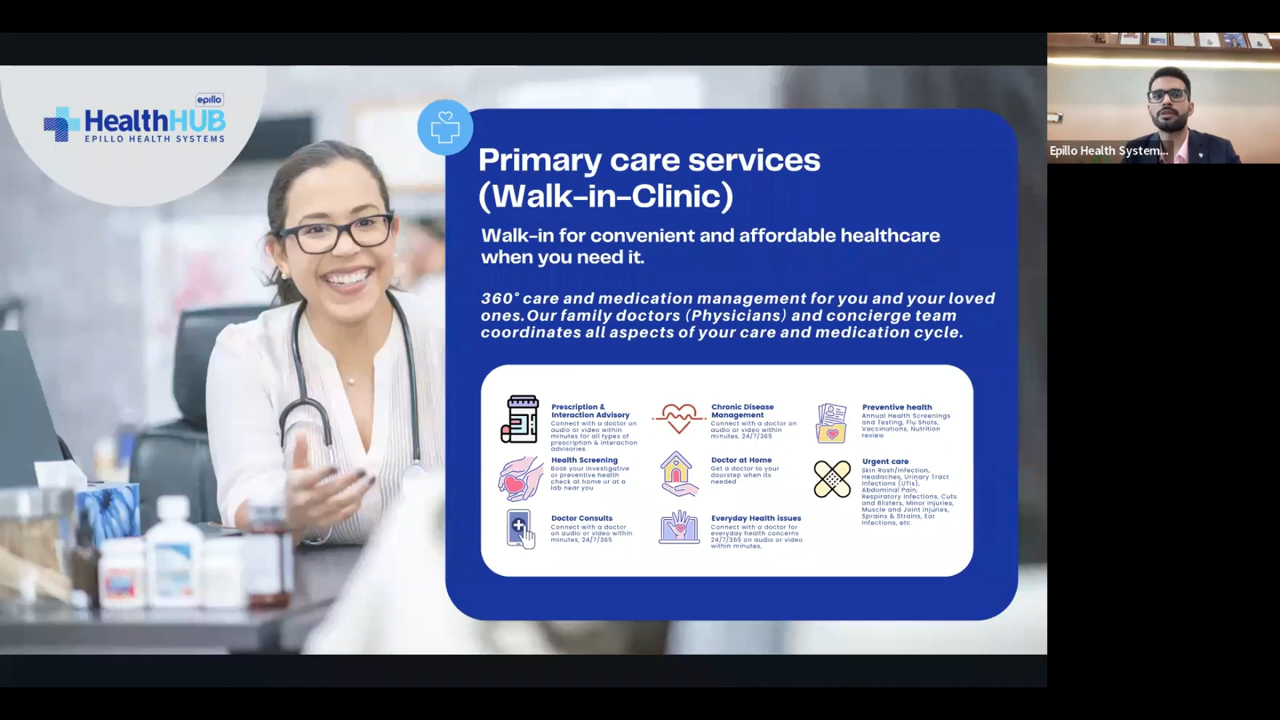 epillo
HealthHUB
EPILLO HEALTH SYSTEMS
Primary care services
(Walk-in-Clinic)
Walk-in for convenient and affordable healthcare
when you need it.
360° care and medication management for you and your loved
ones.Our family doctors (Physicians) and concierge team
coordinates all aspects of your care and medication cycle.
Prescription &
Interaction Advisory
Connect with a doctor on
audio or video within
minutes for all types of
prescription & interaction
advisories.
Health Screening
Book your investigative
or preventive health
check at home or at a
lab near you
Doctor Consults
Connect with a doctor
on audio or video within
minutes, 24/7/365
Chronic Disease
Management
Connect with a doctor on
audio or video within
minutes, 24/7/365
Doctor at Home
Get a doctor to your
doorstep when its
needed
Everyday Health issues
Connect with a doctor for
everyday health concerns
24/7/365 on audio or video
within minutes,
Preventive health
Annual Health Screenings
and Testing, Flu Shots,
Vaccinations, Nutrition
review
Urgent care
Skin Rash/Infection,
Headaches, Urinary Tract
Infections (UTIs),
Abdominal Pain,
Respiratory Infections, Cuts
and Blisters, Minor Injuries,
Muscle and Joint injuries,
Sprains & Strains, Ear
Infections, etc.
Epillo Health System...